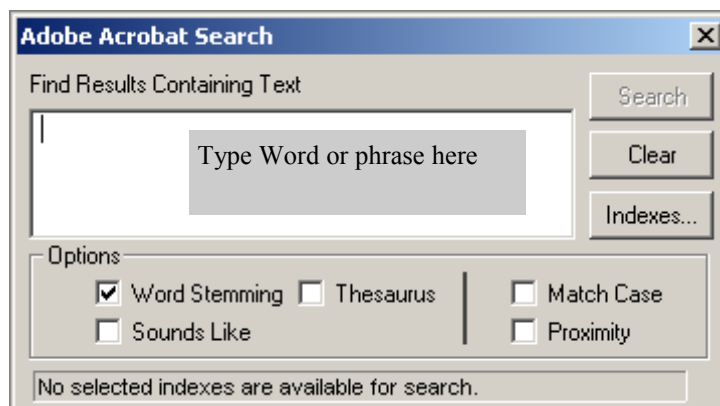 Adobe Acrobat Search
Find Results Containing Text
Search
Type Word or phrase here
Clear
Indexes...
Options
Word Stemming Thesaurus Match Case
Sounds Like Proximity
No selected indexes are available for search.